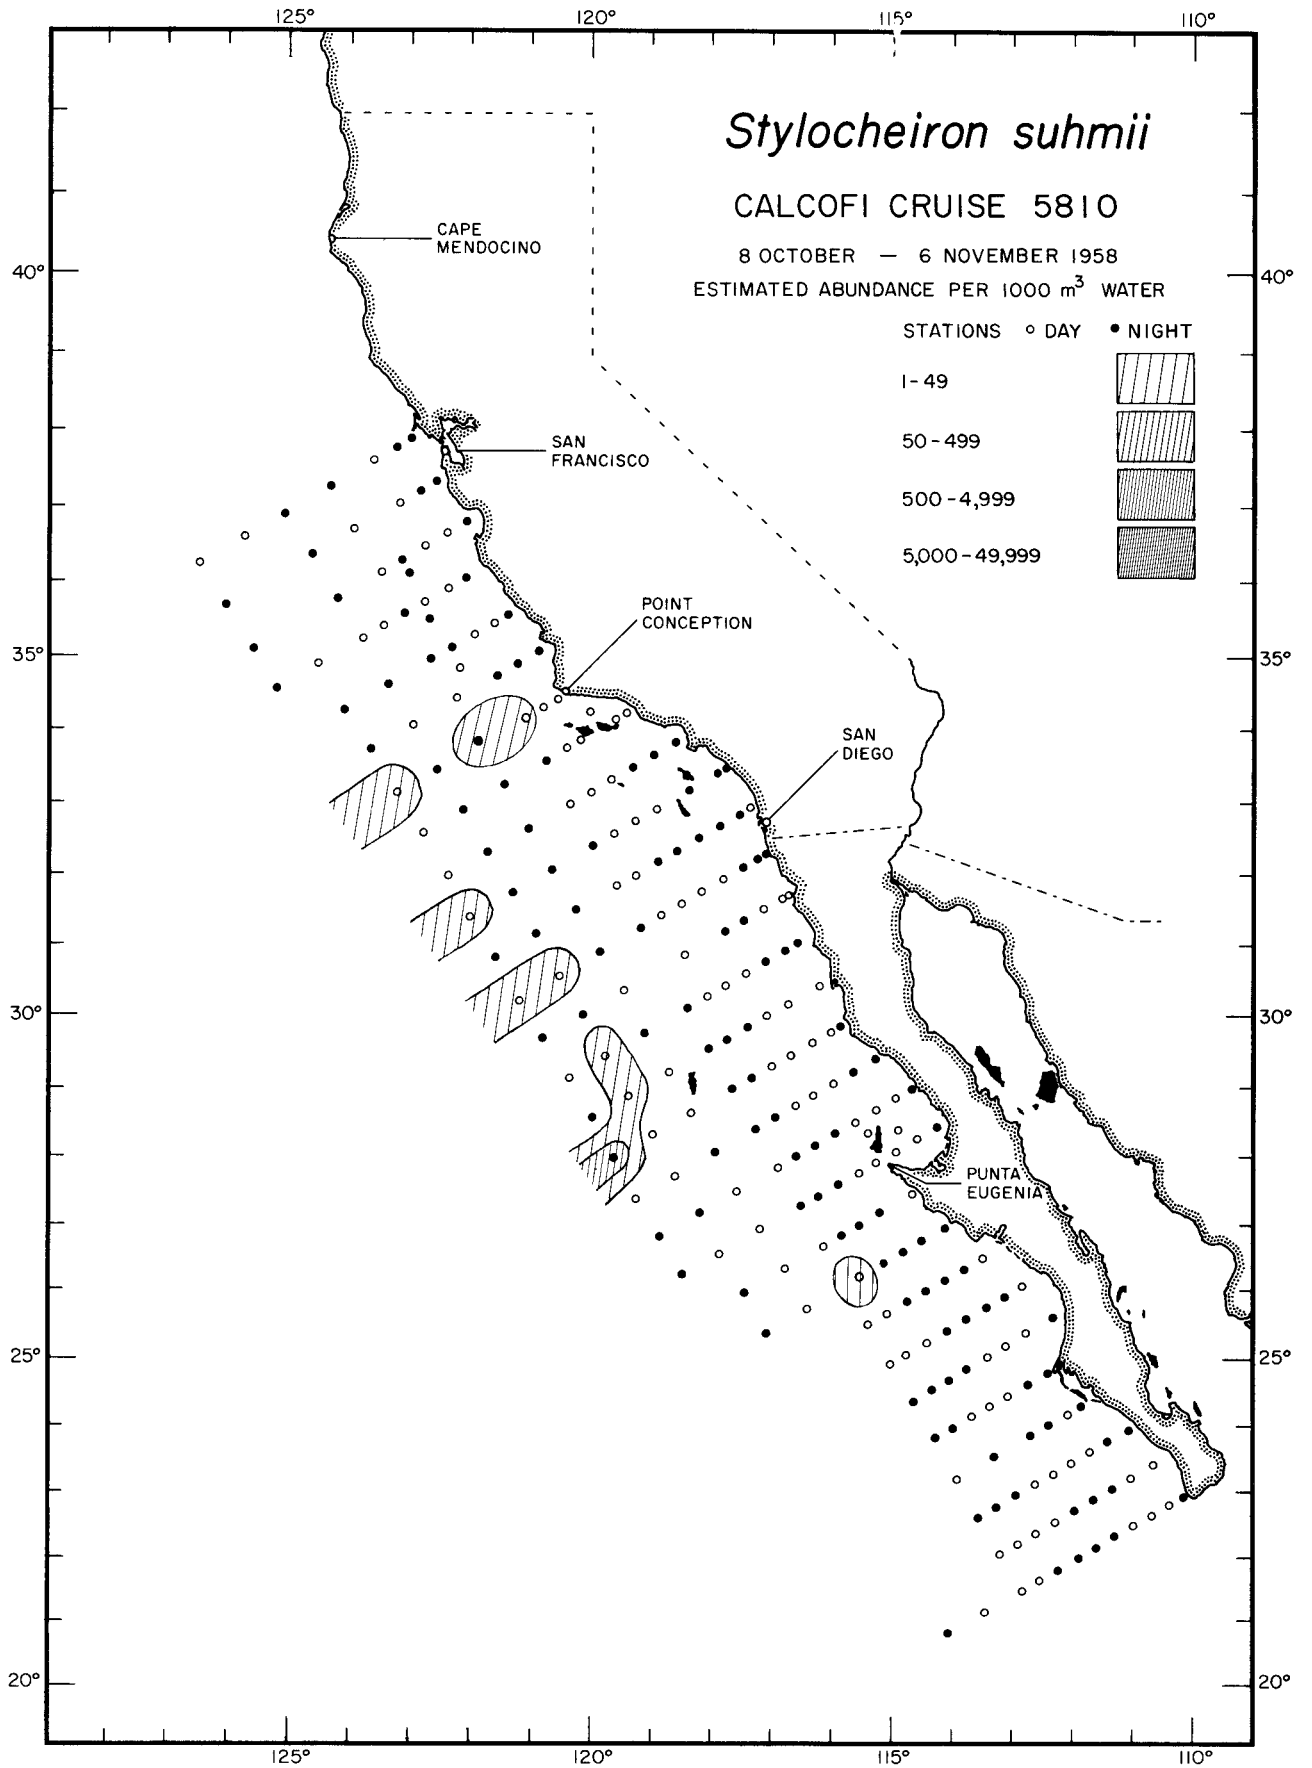 125° 120° 115° 110°
Stylocheiron suhmii
CALCOFI CRUISE 5810
8 OCTOBER — 6 NOVEMBER 1958
ESTIMATED ABUNDANCE PER 1000 m³ WATER
STATIONS ○ DAY ● NIGHT
1-49
50-499
500-4,999
5,000-49,999
CAPE
MENDOCINO
40° 40°
SAN
FRANCISCO
POINT
CONCEPTION
35° 35°
SAN
DIEGO
30° 30°
PUNTA
EUGENIA
25° 25°
20° 20°
125° 120° 115° 110°